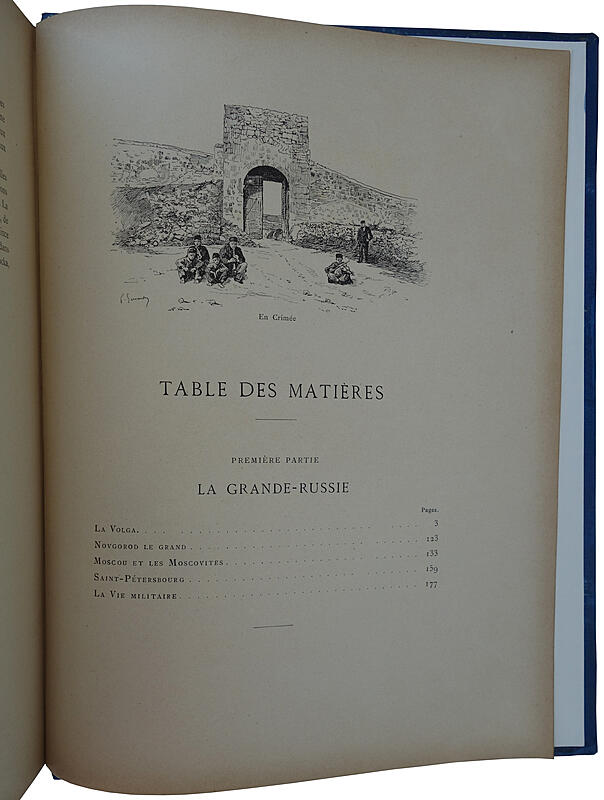 En Crimée
TABLE DES MATIÈRES
PREMIÈRE PARTIE
LA GRANDE-RUSSIE
Pages.
La Volga. . . . . . . . . . . . . . . . . . . . . . . . 3
Novgorod le grand . . . . . . . . . . . . . . . . . . . . 123
Moscou et les Moscovites . . . . . . . . . . . . . . . . . 133
Saint-Pétersbourg . . . . . . . . . . . . . . . . . . . . 159
La Vie militaire . . . . . . . . . . . . . . . . . . . . . 177